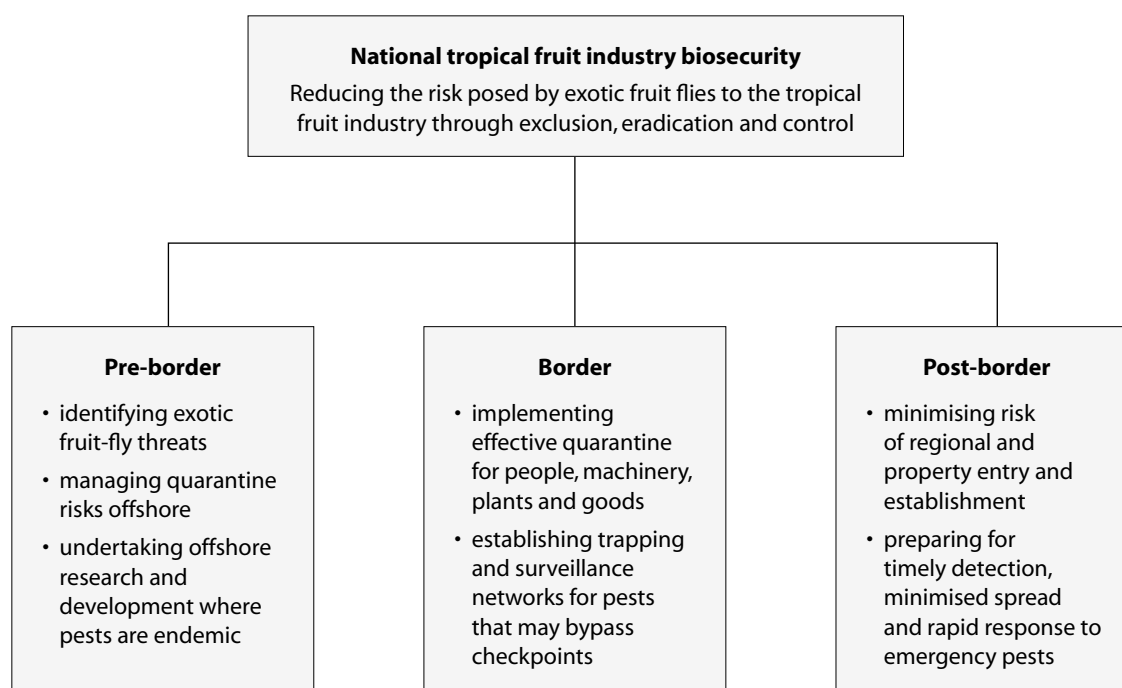 National tropical fruit industry biosecurity
Reducing the risk posed by exotic fruit flies to the tropical
fruit industry through exclusion, eradication and control
Pre-border
• identifying exotic
fruit-fly threats
• managing quarantine
risks offshore
• undertaking offshore
research and
development where
pests are endemic
Border
• implementing
effective quarantine
for people, machinery,
plants and goods
• establishing trapping
and surveillance
networks for pests
that may bypass
checkpoints
Post-border
• minimising risk
of regional and
property entry and
establishment
• preparing for
timely detection,
minimised spread
and rapid response to
emergency pests